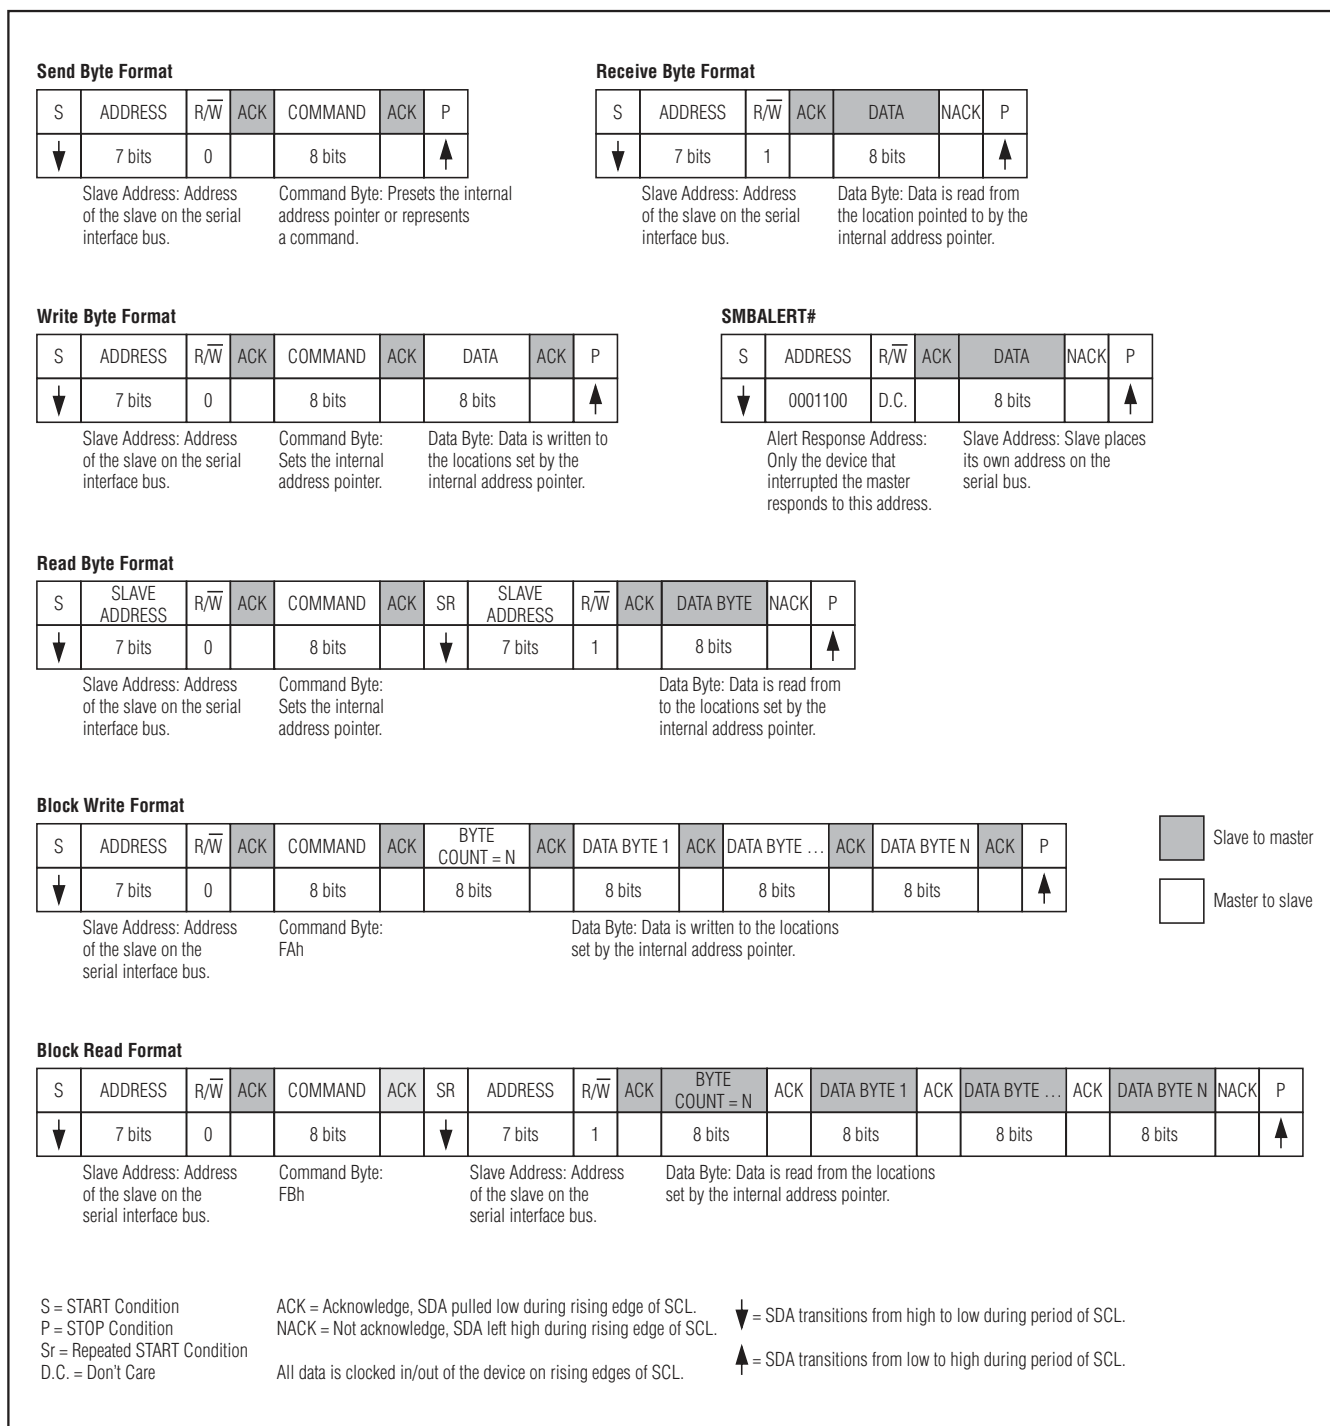 Send Byte Format
S ADDRESS R/W̅ ACK COMMAND ACK P
7 bits 0 8 bits
Slave Address: Address
of the slave on the serial
interface bus.
Command Byte: Presets the internal
address pointer or represents
a command.
Receive Byte Format
S ADDRESS R/W̅ ACK DATA NACK P
7 bits 1 8 bits
Slave Address: Address
of the slave on the serial
interface bus.
Data Byte: Data is read from
the location pointed to by the
internal address pointer.
Write Byte Format
S ADDRESS R/W̅ ACK COMMAND ACK DATA ACK P
7 bits 0 8 bits 8 bits
Slave Address: Address
of the slave on the serial
interface bus.
Command Byte:
Sets the internal
address pointer.
Data Byte: Data is written to
the locations set by the
internal address pointer.
SMBALERT#
S ADDRESS R/W̅ ACK DATA NACK P
0001100 D.C. 8 bits
Alert Response Address:
Only the device that
interrupted the master
responds to this address.
Slave Address: Slave places
its own address on the
serial bus.
Read Byte Format
S SLAVE ADDRESS R/W̅ ACK COMMAND ACK SR SLAVE ADDRESS R/W̅ ACK DATA BYTE NACK P
7 bits 0 8 bits 7 bits 1 8 bits
Slave Address: Address
of the slave on the serial
interface bus.
Command Byte:
Sets the internal
address pointer.
Data Byte: Data is read from
to the locations set by the
internal address pointer.
Block Write Format
S ADDRESS R/W̅ ACK COMMAND ACK BYTE COUNT = N ACK DATA BYTE 1 ACK DATA BYTE … ACK DATA BYTE N ACK P
7 bits 0 8 bits 8 bits 8 bits 8 bits 8 bits
Slave Address: Address
of the slave on the
serial interface bus.
Command Byte:
FAh
Data Byte: Data is written to the locations
set by the internal address pointer.
Slave to master
Master to slave
Block Read Format
S ADDRESS R/W̅ ACK COMMAND ACK SR ADDRESS R/W̅ ACK BYTE COUNT = N ACK DATA BYTE 1 ACK DATA BYTE … ACK DATA BYTE N NACK P
7 bits 0 8 bits 7 bits 1 8 bits 8 bits 8 bits 8 bits
Slave Address: Address
of the slave on the
serial interface bus.
Command Byte:
FBh
Slave Address: Address
of the slave on the
serial interface bus.
Data Byte: Data is read from the locations
set by the internal address pointer.
S = START Condition
P = STOP Condition
Sr = Repeated START Condition
D.C. = Don't Care
ACK = Acknowledge, SDA pulled low during rising edge of SCL.
NACK = Not acknowledge, SDA left high during rising edge of SCL.
All data is clocked in/out of the device on rising edges of SCL.
= SDA transitions from high to low during period of SCL.
= SDA transitions from low to high during period of SCL.